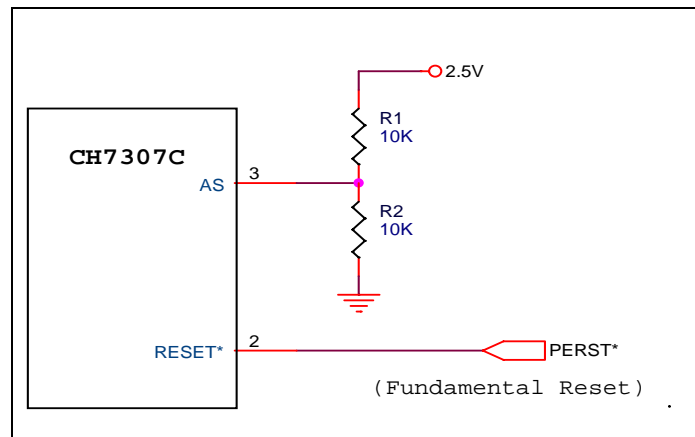 2.5V
R1
10K
CH7307C
AS
3
R2
10K
RESET*
2
PERST*
(Fundamental Reset)
.